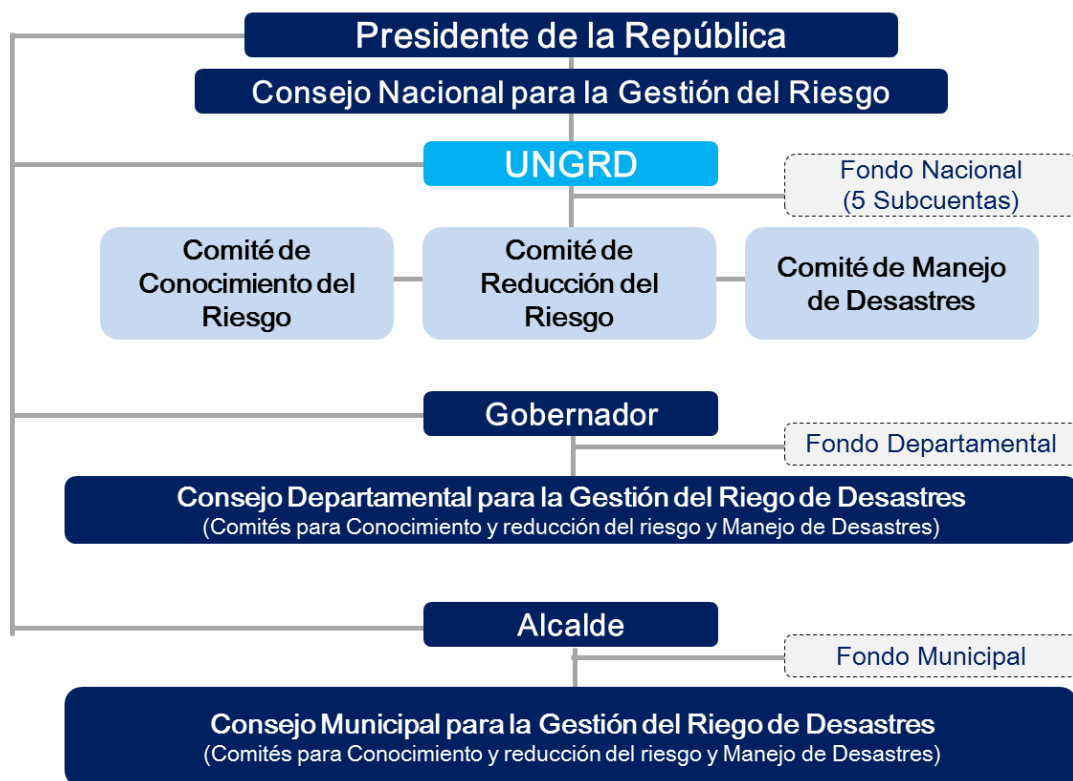 Presidente de la República
Consejo Nacional para la Gestión del Riesgo
UNGRD
Fondo Nacional
(5 Subcuentas)
Comité de
Conocimiento del
Riesgo
Comité de
Reducción del
Riesgo
Comité de Manejo
de Desastres
Gobernador
Fondo Departamental
Consejo Departamental para la Gestión del Riego de Desastres
(Comités para Conocimiento y reducción del riesgo y Manejo de Desastres)
Alcalde
Fondo Municipal
Consejo Municipal para la Gestión del Riego de Desastres
(Comités para Conocimiento y reducción del riesgo y Manejo de Desastres)